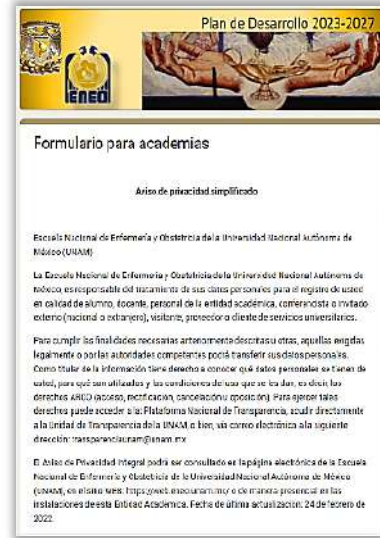 Plan de Desarrollo 2023-2027
ENEO
Formulario para academias
Aviso de privacidad simplificado
Escuela Nacional de Enfermería y Obstetricia de la Universidad Nacional Autónoma de
México (UNAM)
La Escuela Nacional de Enfermería y Obstetricia de la Universidad Nacional Autónoma de
México, es responsable del tratamiento de sus datos personales para el registro de usted
en calidad de alumno, docente, personal de la entidad académica, conferencista o invitado
externo (nacional o extranjero), visitante, proveedor o cliente de servicios universitarios.
Para cumplir las finalidades necesarias anteriormente descritas u otras, aquellas exigidas
legalmente o por las autoridades competentes podrá transferir sus datos personales.
Como titular de la información tiene derecho a conocer qué datos personales se tienen de
usted, para qué son utilizados y las condiciones del uso que se les dan, es decir, los
derechos ARCO (acceso, rectificación, cancelación u oposición). Para ejercer tales
derechos puede acceder a la Plataforma Nacional de Transparencia, acudir directamente
a la Unidad de Transparencia de la UNAM, o bien, vía correo electrónico a la siguiente
dirección: transparenciaunam@unam.mx
El Aviso de Privacidad Integral podrá ser consultado en la página electrónica de la Escuela
Nacional de Enfermería y Obstetricia de la Universidad Nacional Autónoma de México
(UNAM), en el sitio WEB: https://web.eneo.unam.mx/ o de manera presencial en las
instalaciones de esta Entidad Académica. Fecha de última actualización: 24 de febrero de
2022